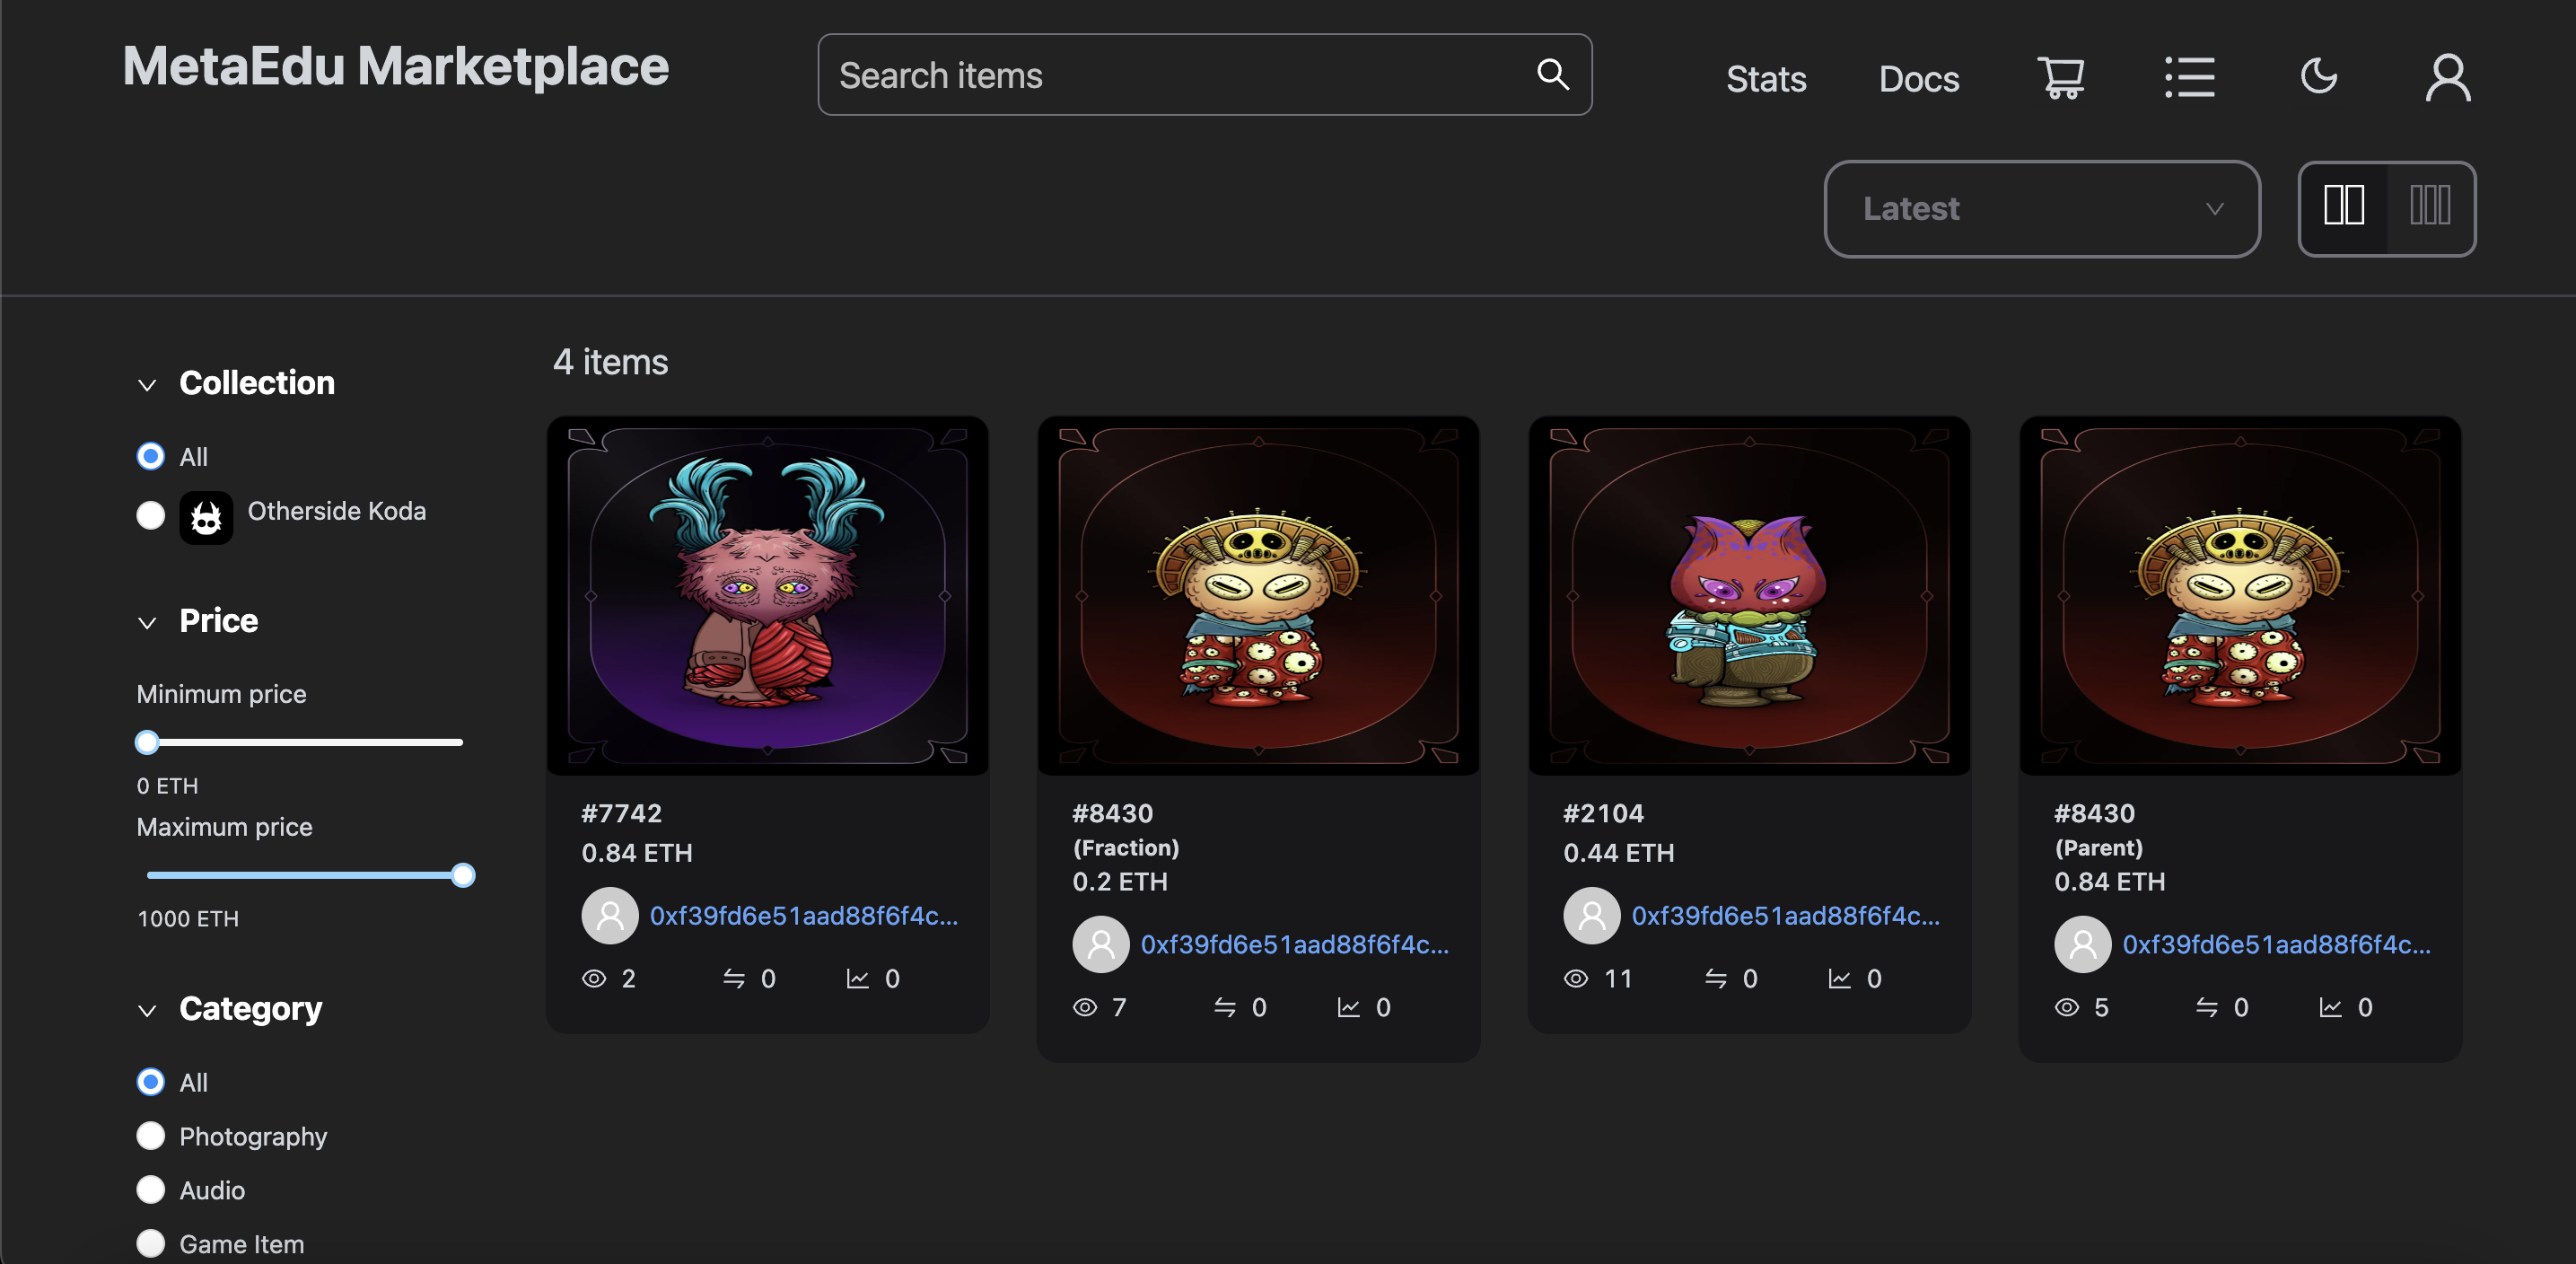 MetaEdu Marketplace
Search items
Stats
Docs
Latest
Collection
All
Otherside Koda
Price
Minimum price
0 ETH
Maximum price
1000 ETH
Category
All
Photography
Audio
Game Item
4 items
#7742
0.84 ETH
0xf39fd6e51aad88f6f4c...
2 0 0
#8430
(Fraction)
0.2 ETH
0xf39fd6e51aad88f6f4c...
7 0 0
#2104
0.44 ETH
0xf39fd6e51aad88f6f4c...
11 0 0
#8430
(Parent)
0.84 ETH
0xf39fd6e51aad88f6f4c...
5 0 0